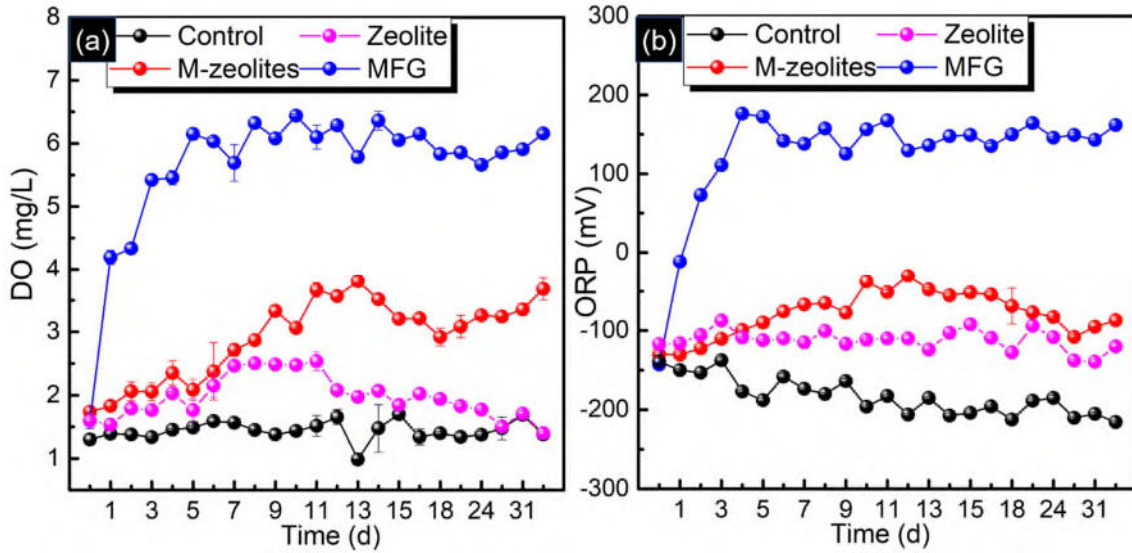 (a)
Control
Zeolite
M-zeolites
MFG
8
7
6
5
4
3
2
1
DO (mg/L)
1 3 5 7 9 11 13 15 18 24 31
Time (d)
(b)
Control
Zeolite
M-zeolites
MFG
300
200
100
0
-100
-200
-300
ORP (mV)
1 3 5 7 9 11 13 15 18 24 31
Time (d)